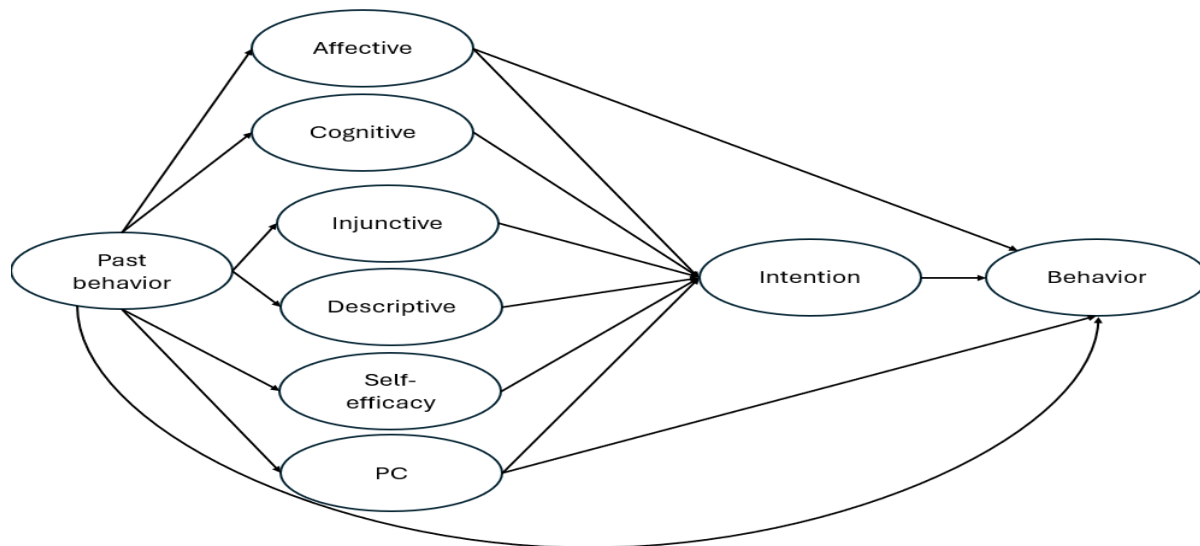 Affective
Cognitive
Injunctive
Past
behavior
Descriptive
Self-
efficacy
PC
Intention
Behavior